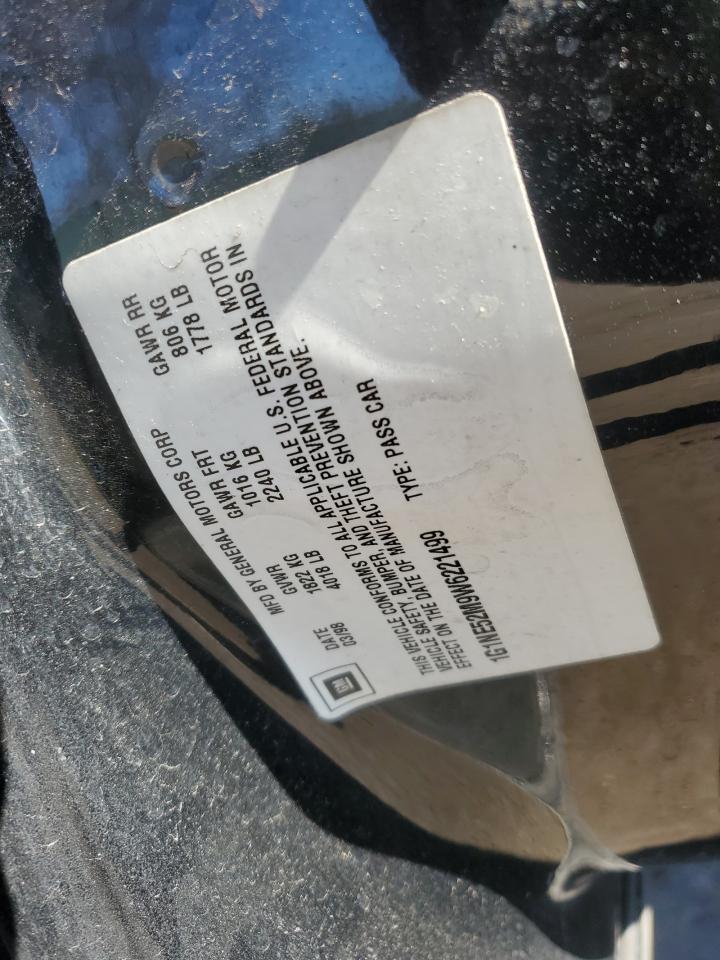 GM
MFD BY GENERAL MOTORS CORP
DATE GVWR GAWR FRT GAWR RR
03/98 1822 KG 1016 KG 806 KG
4018 LB 2240 LB 1778 LB
THIS VEHICLE CONFORMS TO ALL APPLICABLE U.S. FEDERAL MOTOR
VEHICLE SAFETY, BUMPER, AND THEFT PREVENTION STANDARDS IN
EFFECT ON THE DATE OF MANUFACTURE SHOWN ABOVE.
1G1NE52M9W6221499 TYPE: PASS CAR